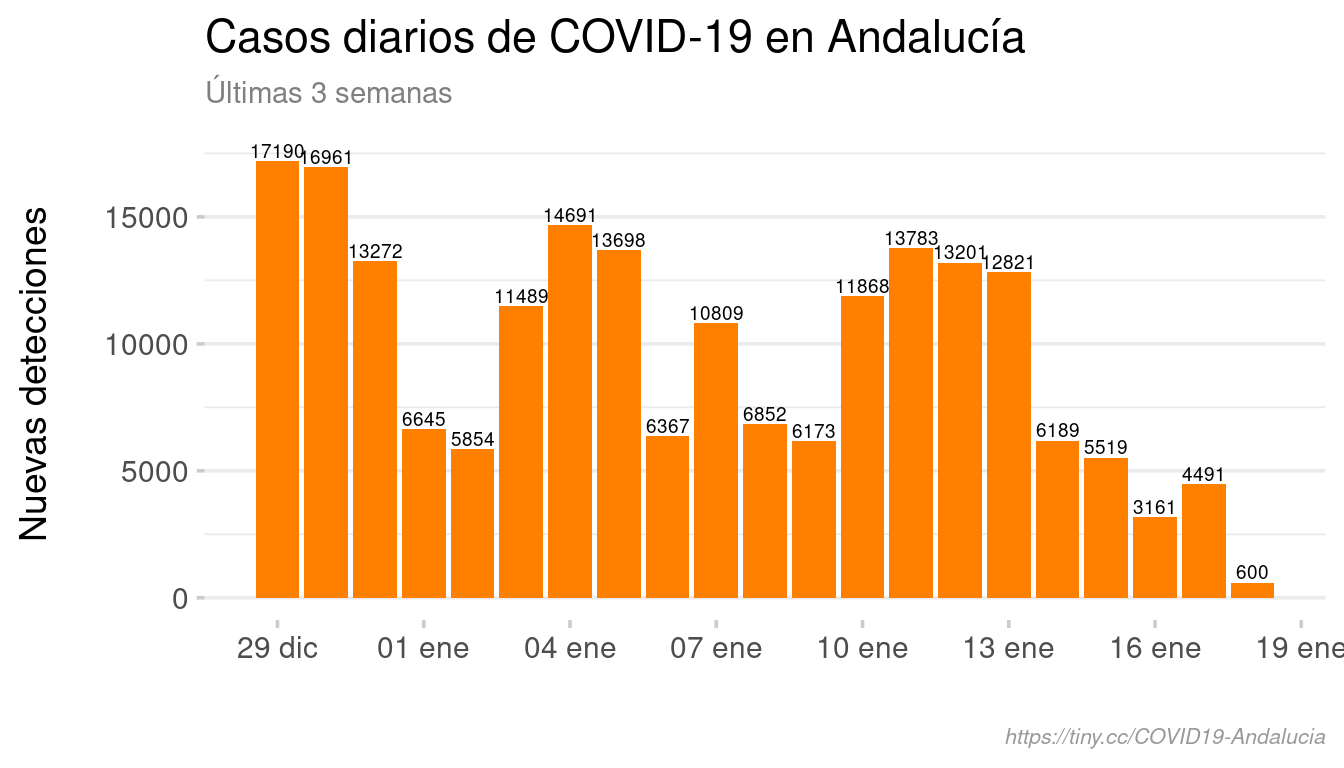 Casos diarios de COVID-19 en Andalucía
Últimas 3 semanas
Nuevas detecciones
15000
10000
5000
0
17190
16961
13272
6645
5854
11489
14691
13698
6367
10809
6852
6173
11868
13783
13201
12821
6189
5519
3161
4491
600
29 dic
01 ene
04 ene
07 ene
10 ene
13 ene
16 ene
19 ene
https://tiny.cc/COVID19-Andalucia